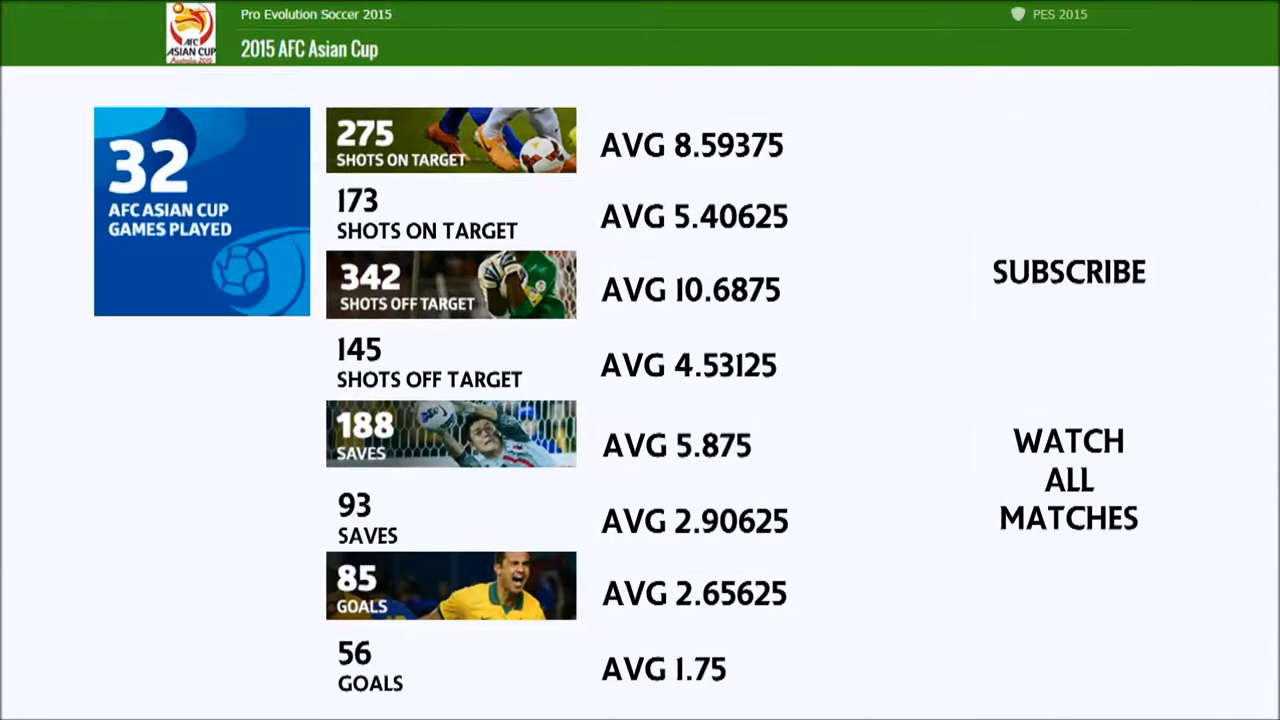 Pro Evolution Soccer 2015
PES 2015
AFC
ASIAN CUP
Australia 2015
2015 AFC Asian Cup
32
AFC ASIAN CUP
GAMES PLAYED
275
SHOTS ON TARGET
AVG 8.59375
173
SHOTS ON TARGET
AVG 5.40625
342
SHOTS OFF TARGET
AVG 10.6875
145
SHOTS OFF TARGET
AVG 4.53125
188
SAVES
AVG 5.875
93
SAVES
AVG 2.90625
85
GOALS
AVG 2.65625
56
GOALS
AVG 1.75
SUBSCRIBE
WATCH
ALL
MATCHES